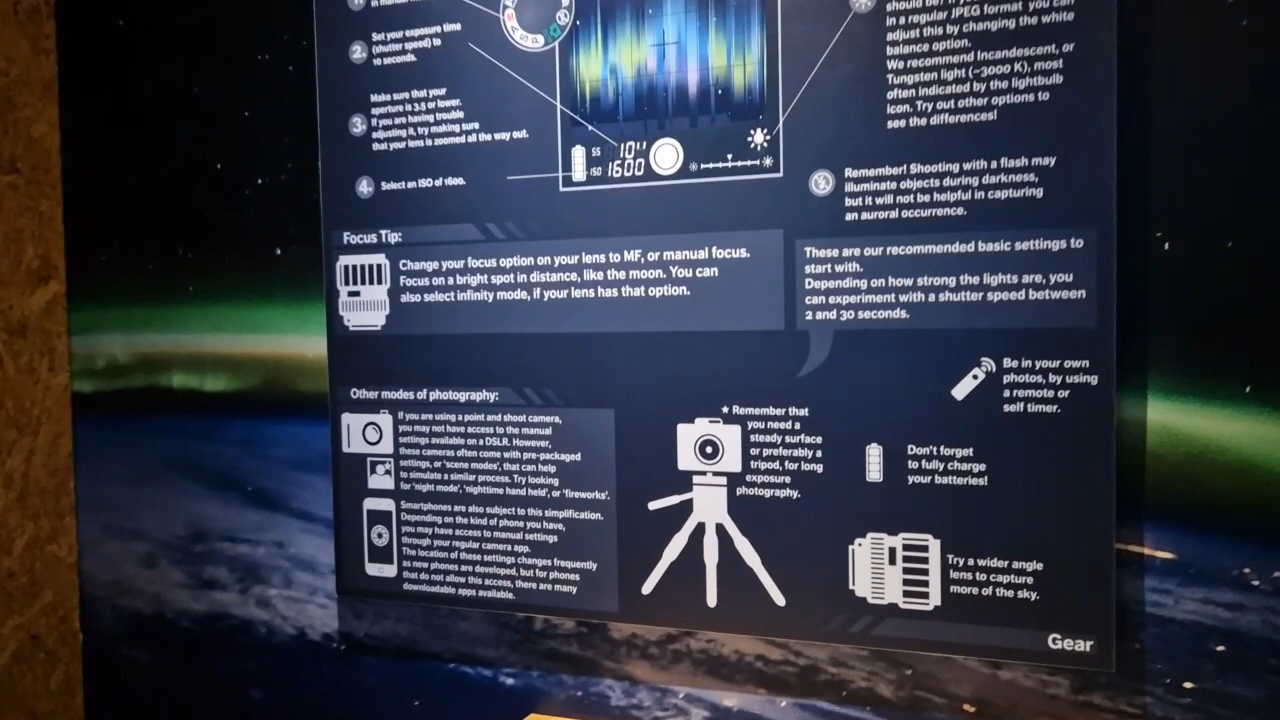 in manual
2.
Set your exposure time
(shutter speed) to
10 seconds.
3.
Make sure that your
aperture is 3.5 or lower.
If you are having trouble
adjusting it, try making sure
that your lens is zoomed all the way out.
4.
Select an ISO of 1600.
M
A
S
P
SS 10''
ISO 1600
in a regular JPEG format you can
adjust this by changing the white
balance option.
We recommend Incandescent, or
Tungsten light (~3000 K), most
often indicated by the lightbulb
icon. Try out other options to
see the differences!
Remember! Shooting with a flash may
illuminate objects during darkness,
but it will not be helpful in capturing
an auroral occurrence.
Focus Tip:
Change your focus option on your lens to MF, or manual focus.
Focus on a bright spot in distance, like the moon. You can
also select infinity mode, if your lens has that option.
These are our recommended basic settings to
start with.
Depending on how strong the lights are, you
can experiment with a shutter speed between
2 and 30 seconds.
Other modes of photography:
If you are using a point and shoot camera,
you may not have access to the manual
settings available on a DSLR. However,
these cameras often come with pre-packaged
settings, or 'scene modes', that can help
to simulate a similar process. Try looking
for 'night mode', 'nighttime hand held', or 'fireworks'.
Smartphones are also subject to this simplification.
Depending on the kind of phone you have,
you may have access to manual settings
through your regular camera app.
The location of these settings changes frequently
as new phones are developed, but for phones
that do not allow this access, there are many
downloadable apps available.
★ Remember that
you need a
steady surface
or preferably a
tripod, for long
exposure
photography.
Be in your own
photos, by using
a remote or
self timer.
Don't forget
to fully charge
your batteries!
Try a wider angle
lens to capture
more of the sky.
Gear